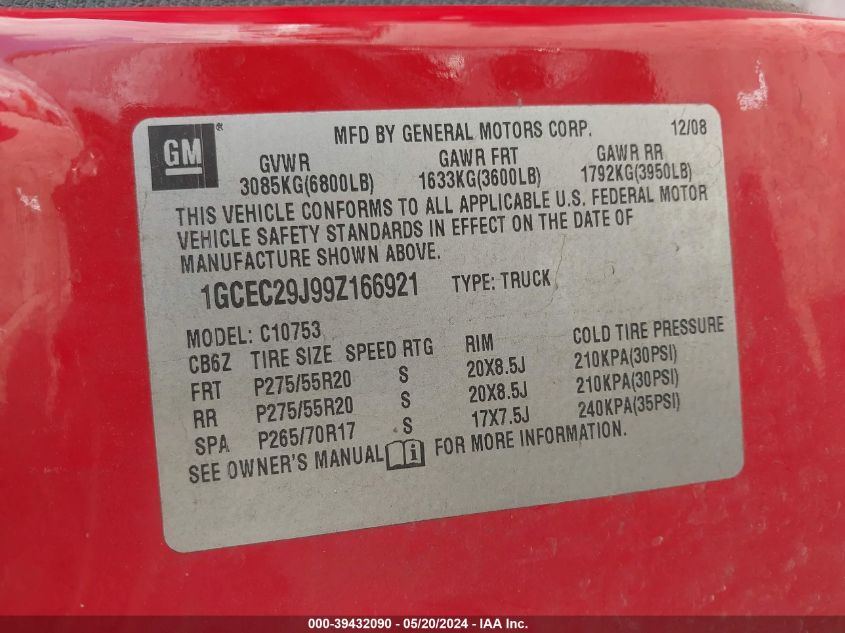 GM ® MFD BY GENERAL MOTORS CORP. 12/08
GVWR GAWR FRT GAWR RR
3085KG(6800LB) 1633KG(3600LB) 1792KG(3950LB)
THIS VEHICLE CONFORMS TO ALL APPLICABLE U.S. FEDERAL MOTOR
VEHICLE SAFETY STANDARDS IN EFFECT ON THE DATE OF
MANUFACTURE SHOWN ABOVE.
1GCEC29J99Z166921 TYPE: TRUCK
MODEL: C10753
CB6Z TIRE SIZE SPEED RTG RIM COLD TIRE PRESSURE
FRT P275/55R20 S 20X8.5J 210KPA(30PSI)
RR P275/55R20 S 20X8.5J 210KPA(30PSI)
SPA P265/70R17 S 17X7.5J 240KPA(35PSI)
SEE OWNER'S MANUAL i FOR MORE INFORMATION.
000-39432090 - 05/20/2024 - IAA Inc.